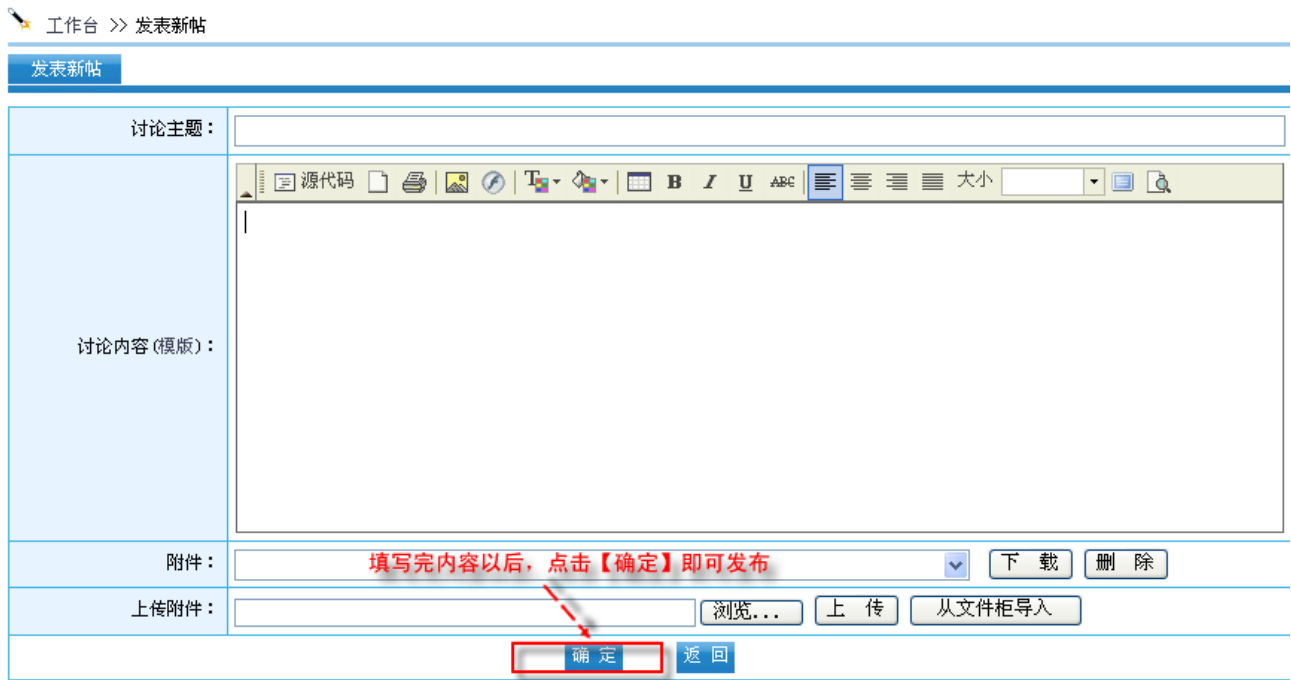 工作台 >> 发表新帖
发表新帖
讨论主题：
源代码 T B I U ABC 大小
讨论内容(模版)：
附件： 填写完内容以后，点击【确定】即可发布 下 载 删 除
上传附件： 浏览... 上 传 从文件柜导入
确 定 返 回